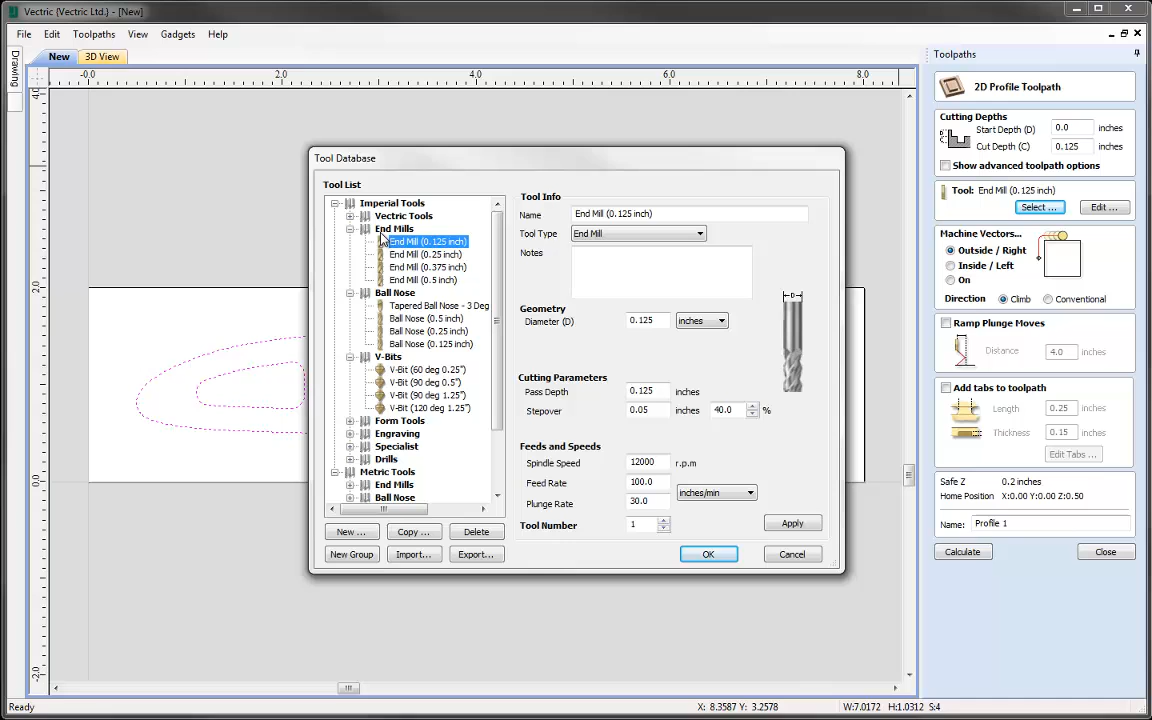 Vectric {Vectric Ltd.} - [New]
File Edit Toolpaths View Gadgets Help
Drawing
New 3D View
-0.0 2.0 4.0 6.0 8.0
4.0
2.0
0.0
-2.0
Tool Database
Tool List
Imperial Tools
Vectric Tools
End Mills
End Mill (0.125 inch)
End Mill (0.25 inch)
End Mill (0.375 inch)
End Mill (0.5 inch)
Ball Nose
Tapered Ball Nose - 3 Deg
Ball Nose (0.5 inch)
Ball Nose (0.25 inch)
Ball Nose (0.125 inch)
V-Bits
V-Bit (60 deg 0.25")
V-Bit (90 deg 0.5")
V-Bit (90 deg 1.25")
V-Bit (120 deg 1.25")
Form Tools
Engraving
Specialist
Drills
Metric Tools
End Mills
Ball Nose
New ... Copy ... Delete
New Group Import... Export...
Tool Info
Name End Mill (0.125 inch)
Tool Type End Mill
Notes
Geometry
Diameter (D) 0.125 inches
D
Cutting Parameters
Pass Depth 0.125 inches
Stepover 0.05 inches 40.0 %
Feeds and Speeds
Spindle Speed 12000 r.p.m
Feed Rate 100.0
inches/min
Plunge Rate 30.0
Tool Number 1 Apply
OK Cancel
Toolpaths
2D Profile Toolpath
Cutting Depths
Start Depth (D) 0.0 inches
Cut Depth (C) 0.125 inches
Show advanced toolpath options
Tool: End Mill (0.125 inch)
Select ... Edit ...
Machine Vectors...
Outside / Right
Inside / Left
On
Direction Climb Conventional
Ramp Plunge Moves
Distance 4.0 inches
Add tabs to toolpath
Length 0.25 inches
Thickness 0.15 inches
Edit Tabs ...
Safe Z 0.2 inches
Home Position X:0.00 Y:0.00 Z:0.50
Name: Profile 1
Calculate Close
Ready X: 8.3587 Y: 3.2578 W:7.0172 H:1.0312 S:4